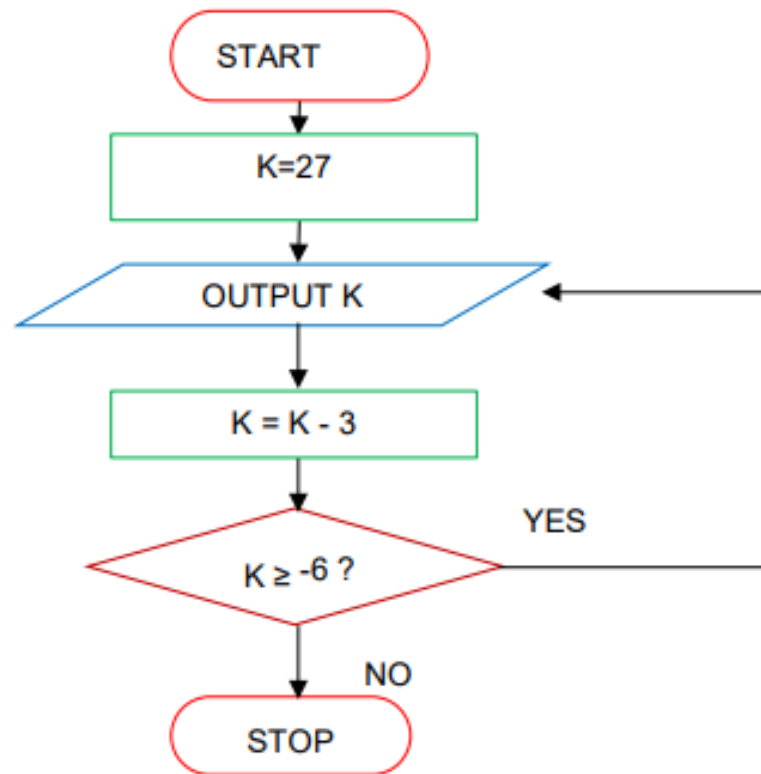 START
K=27
OUTPUT K
K = K - 3
YES
K ≥ -6 ?
NO
STOP